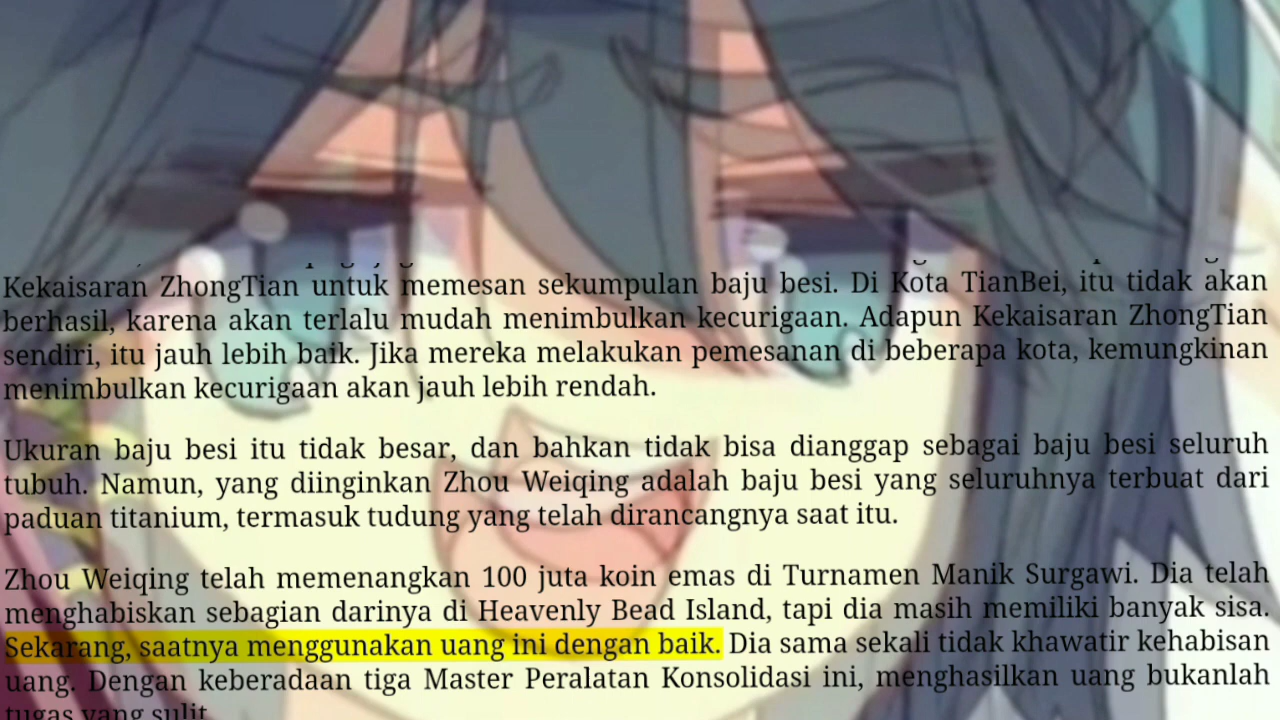 Kekaisaran ZhongTian untuk memesan sekumpulan baju besi. Di Kota TianBei, itu tidak akan
berhasil, karena akan terlalu mudah menimbulkan kecurigaan. Adapun Kekaisaran ZhongTian
sendiri, itu jauh lebih baik. Jika mereka melakukan pemesanan di beberapa kota, kemungkinan
menimbulkan kecurigaan akan jauh lebih rendah.
Ukuran baju besi itu tidak besar, dan bahkan tidak bisa dianggap sebagai baju besi seluruh
tubuh. Namun, yang diinginkan Zhou Weiqing adalah baju besi yang seluruhnya terbuat dari
paduan titanium, termasuk tudung yang telah dirancangnya saat itu.
Zhou Weiqing telah memenangkan 100 juta koin emas di Turnamen Manik Surgawi. Dia telah
menghabiskan sebagian darinya di Heavenly Bead Island, tapi dia masih memiliki banyak sisa.
Sekarang, saatnya menggunakan uang ini dengan baik. Dia sama sekali tidak khawatir kehabisan
uang. Dengan keberadaan tiga Master Peralatan Konsolidasi ini, menghasilkan uang bukanlah
tugas yang sulit